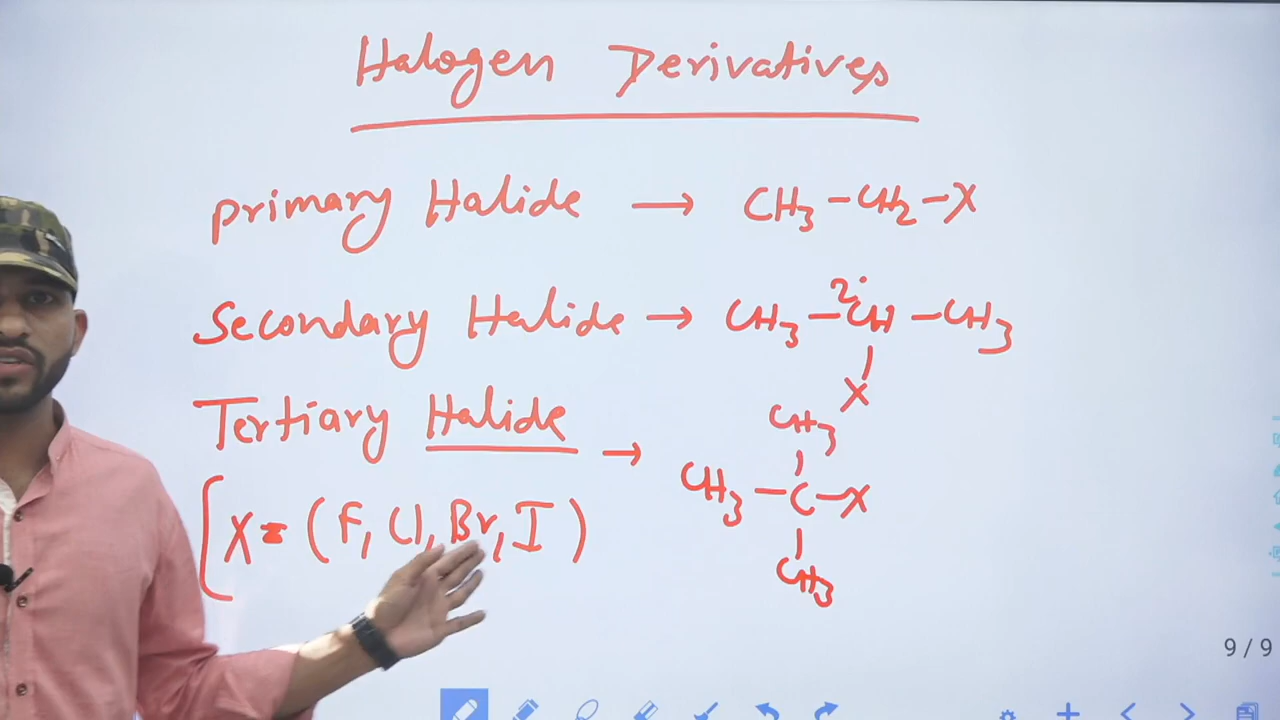 Halogen Derivatives
primary Halide → CH3-CH2-X
Secondary Halide → CH3-CH-CH3
2°
X
Tertiary Halide →
CH3
CH3-C-X
CH3
[X = (F, Cl, Br, I)
9 / 9